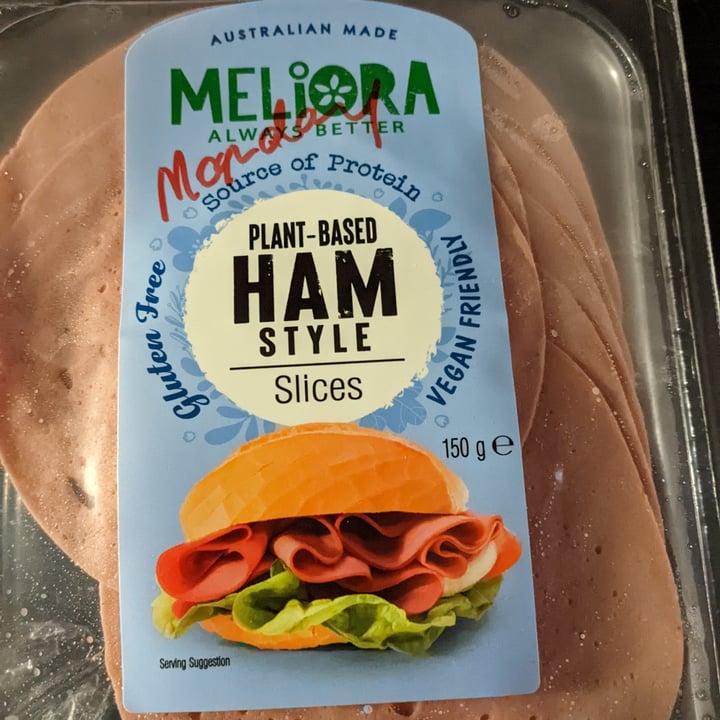 AUSTRALIAN MADE
MELiORA
ALWAYS BETTER
Monday
Source of Protein
Gluten Free
PLANT-BASED
HAM
STYLE
Slices
VEGAN FRIENDLY
150 g e
Serving Suggestion